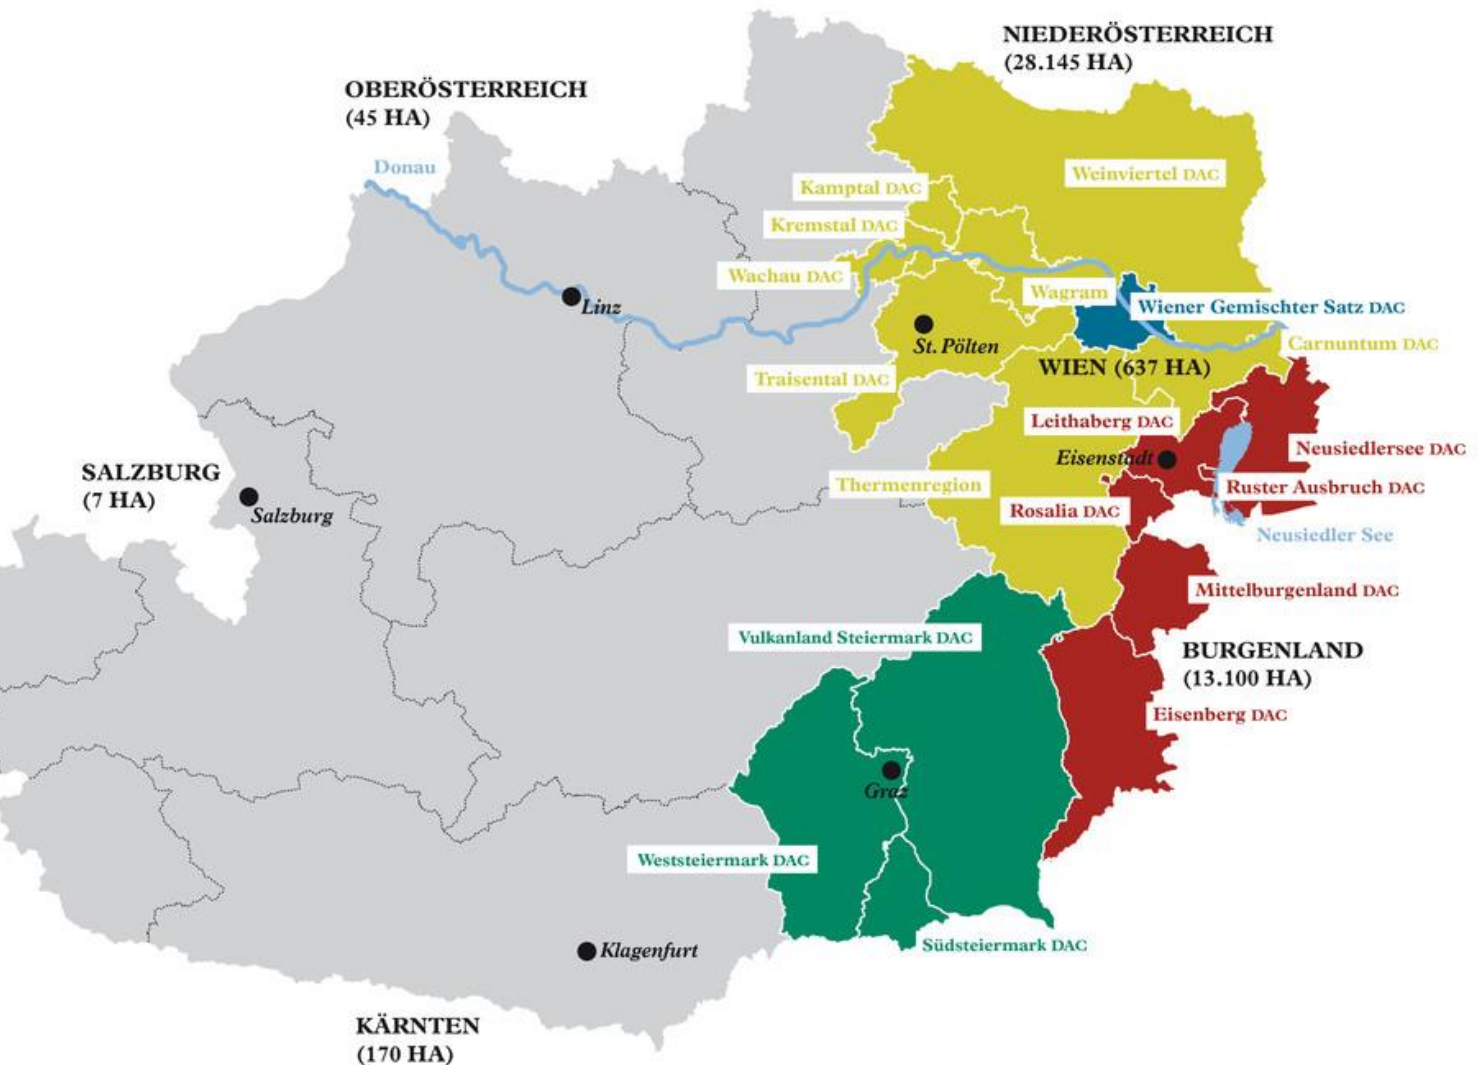 NIEDERÖSTERREICH
(28.145 HA)
OBERÖSTERREICH
(45 HA)
Donau
Weinviertel DAC
Kamptal DAC
Kremstal DAC
Wachau DAC
Wagram
Linz
Wiener Gemischter Satz DAC
St. Pölten
Carnuntum DAC
WIEN (637 HA)
Traisental DAC
Leithaberg DAC
Neusiedlersee DAC
Eisenstadt
SALZBURG
(7 HA)
Thermenregion
Ruster Ausbruch DAC
Salzburg
Rosalia DAC
Neusiedler See
Mittelburgenland DAC
Vulkanland Steiermark DAC
BURGENLAND
(13.100 HA)
Eisenberg DAC
Graz
Weststeiermark DAC
Südsteiermark DAC
Klagenfurt
KÄRNTEN
(170 HA)